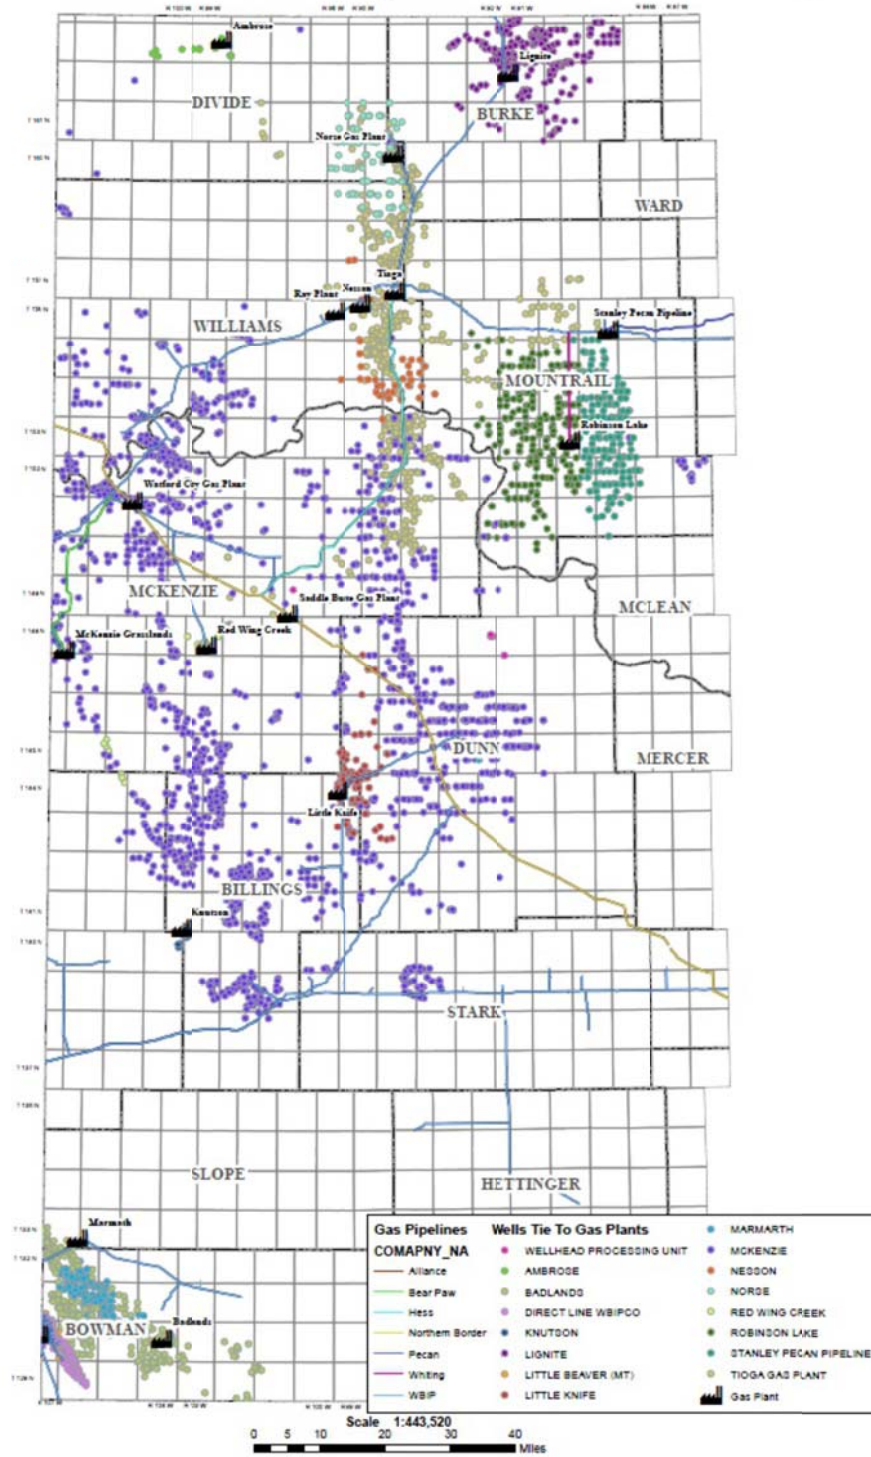 Ambrose
Lignite
DIVIDE
BURKE
Norse Gas Plant
WARD
Tioga
Nesson
Ray Plant
Stanley Pecan Pipeline
WILLIAMS
MOUNTRAIL
Robinson Lake
Watford City Gas Plant
MCKENZIE
Saddle Butte Gas Plant
MCLEAN
McKenzie Grasslands
Red Wing Creek
DUNN
MERCER
Little Knife
BILLINGS
Knutson
STARK
SLOPE
HETTINGER
Marmath
BOWMAN
Badlands
Gas Pipelines
COMAPNY_NA
Alliance
Bear Paw
Hess
Northern Border
Pecan
Whiting
WBIP
Wells Tie To Gas Plants
WELLHEAD PROCESSING UNIT
AMBROSE
BADLANDS
DIRECT LINE WBIPCO
KNUTSON
LIGNITE
LITTLE BEAVER (MT)
LITTLE KNIFE
MARMARTH
MCKENZIE
NESSON
NORSE
RED WING CREEK
ROBINSON LAKE
STANLEY PECAN PIPELINE
TIOGA GAS PLANT
Gas Plant
Scale 1:443,520
0 5 10 20 30 40
Miles